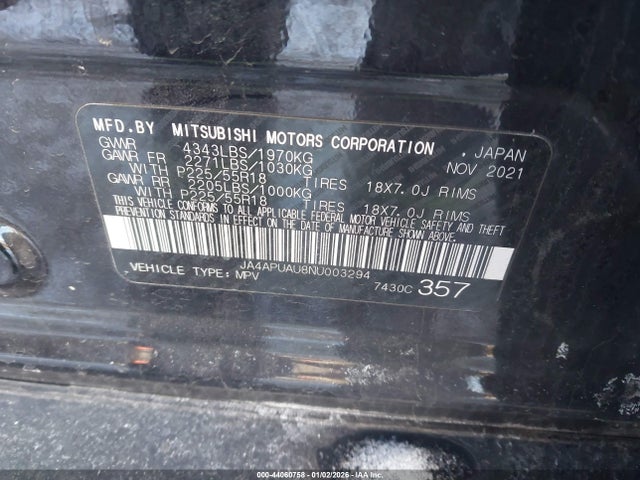 MFD.BY MITSUBISHI MOTORS CORPORATION , JAPAN
GVWR 4343LBS/1970KG NOV 2021
GAWR FR 2271LBS/1030KG
WITH P225/55R18 TIRES 18X7.0J RIMS
GAWR RR 2205LBS/1000KG
WITH P225/55R18 TIRES 18X7.0J RIMS
THIS VEHICLE CONFORMS TO ALL APPLICABLE FEDERAL MOTOR VEHICLE SAFETY AND
THEFT PREVENTION STANDARDS IN EFFECT ON THE DATE OF MANUFACTURE SHOWN ABOVE.
JA4APUAU8NU003294
VEHICLE TYPE: MPV 7430C 357
000-44060758 - 01/02/2026 - IAA